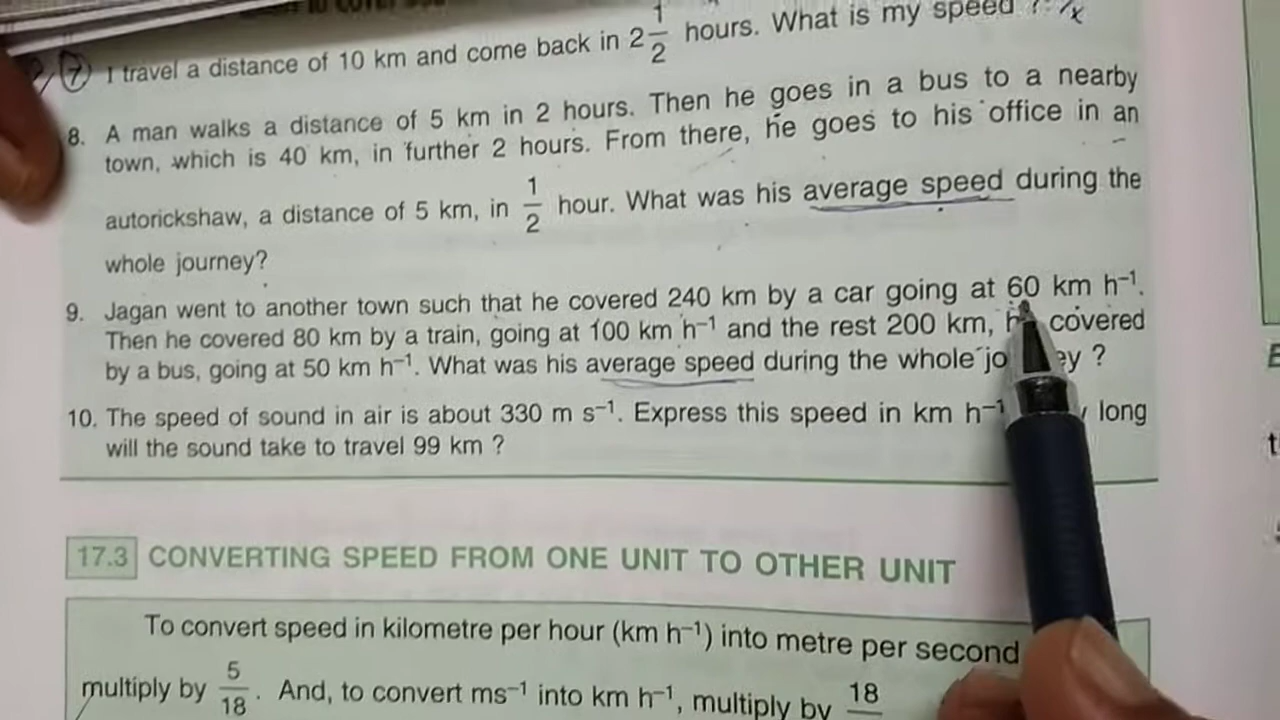 7 I travel a distance of 10 km and come back in 2 1/2 hours. What is my speed ?
8. A man walks a distance of 5 km in 2 hours. Then he goes in a bus to a nearby
town, which is 40 km, in further 2 hours. From there, he goes to his office in an
autorickshaw, a distance of 5 km, in 1/2 hour. What was his average speed during the
whole journey?
9. Jagan went to another town such that he covered 240 km by a car going at 60 km h⁻¹.
Then he covered 80 km by a train, going at 100 km h⁻¹ and the rest 200 km, covered
by a bus, going at 50 km h⁻¹. What was his average speed during the whole ?
10. The speed of sound in air is about 330 m s⁻¹. Express this speed in km h⁻¹ long
will the sound take to travel 99 km ?
17.3 CONVERTING SPEED FROM ONE UNIT TO OTHER UNIT
To convert speed in kilometre per hour (km h⁻¹) into metre per second
multiply by 5/18. And, to convert ms⁻¹ into km h⁻¹, multiply by 18